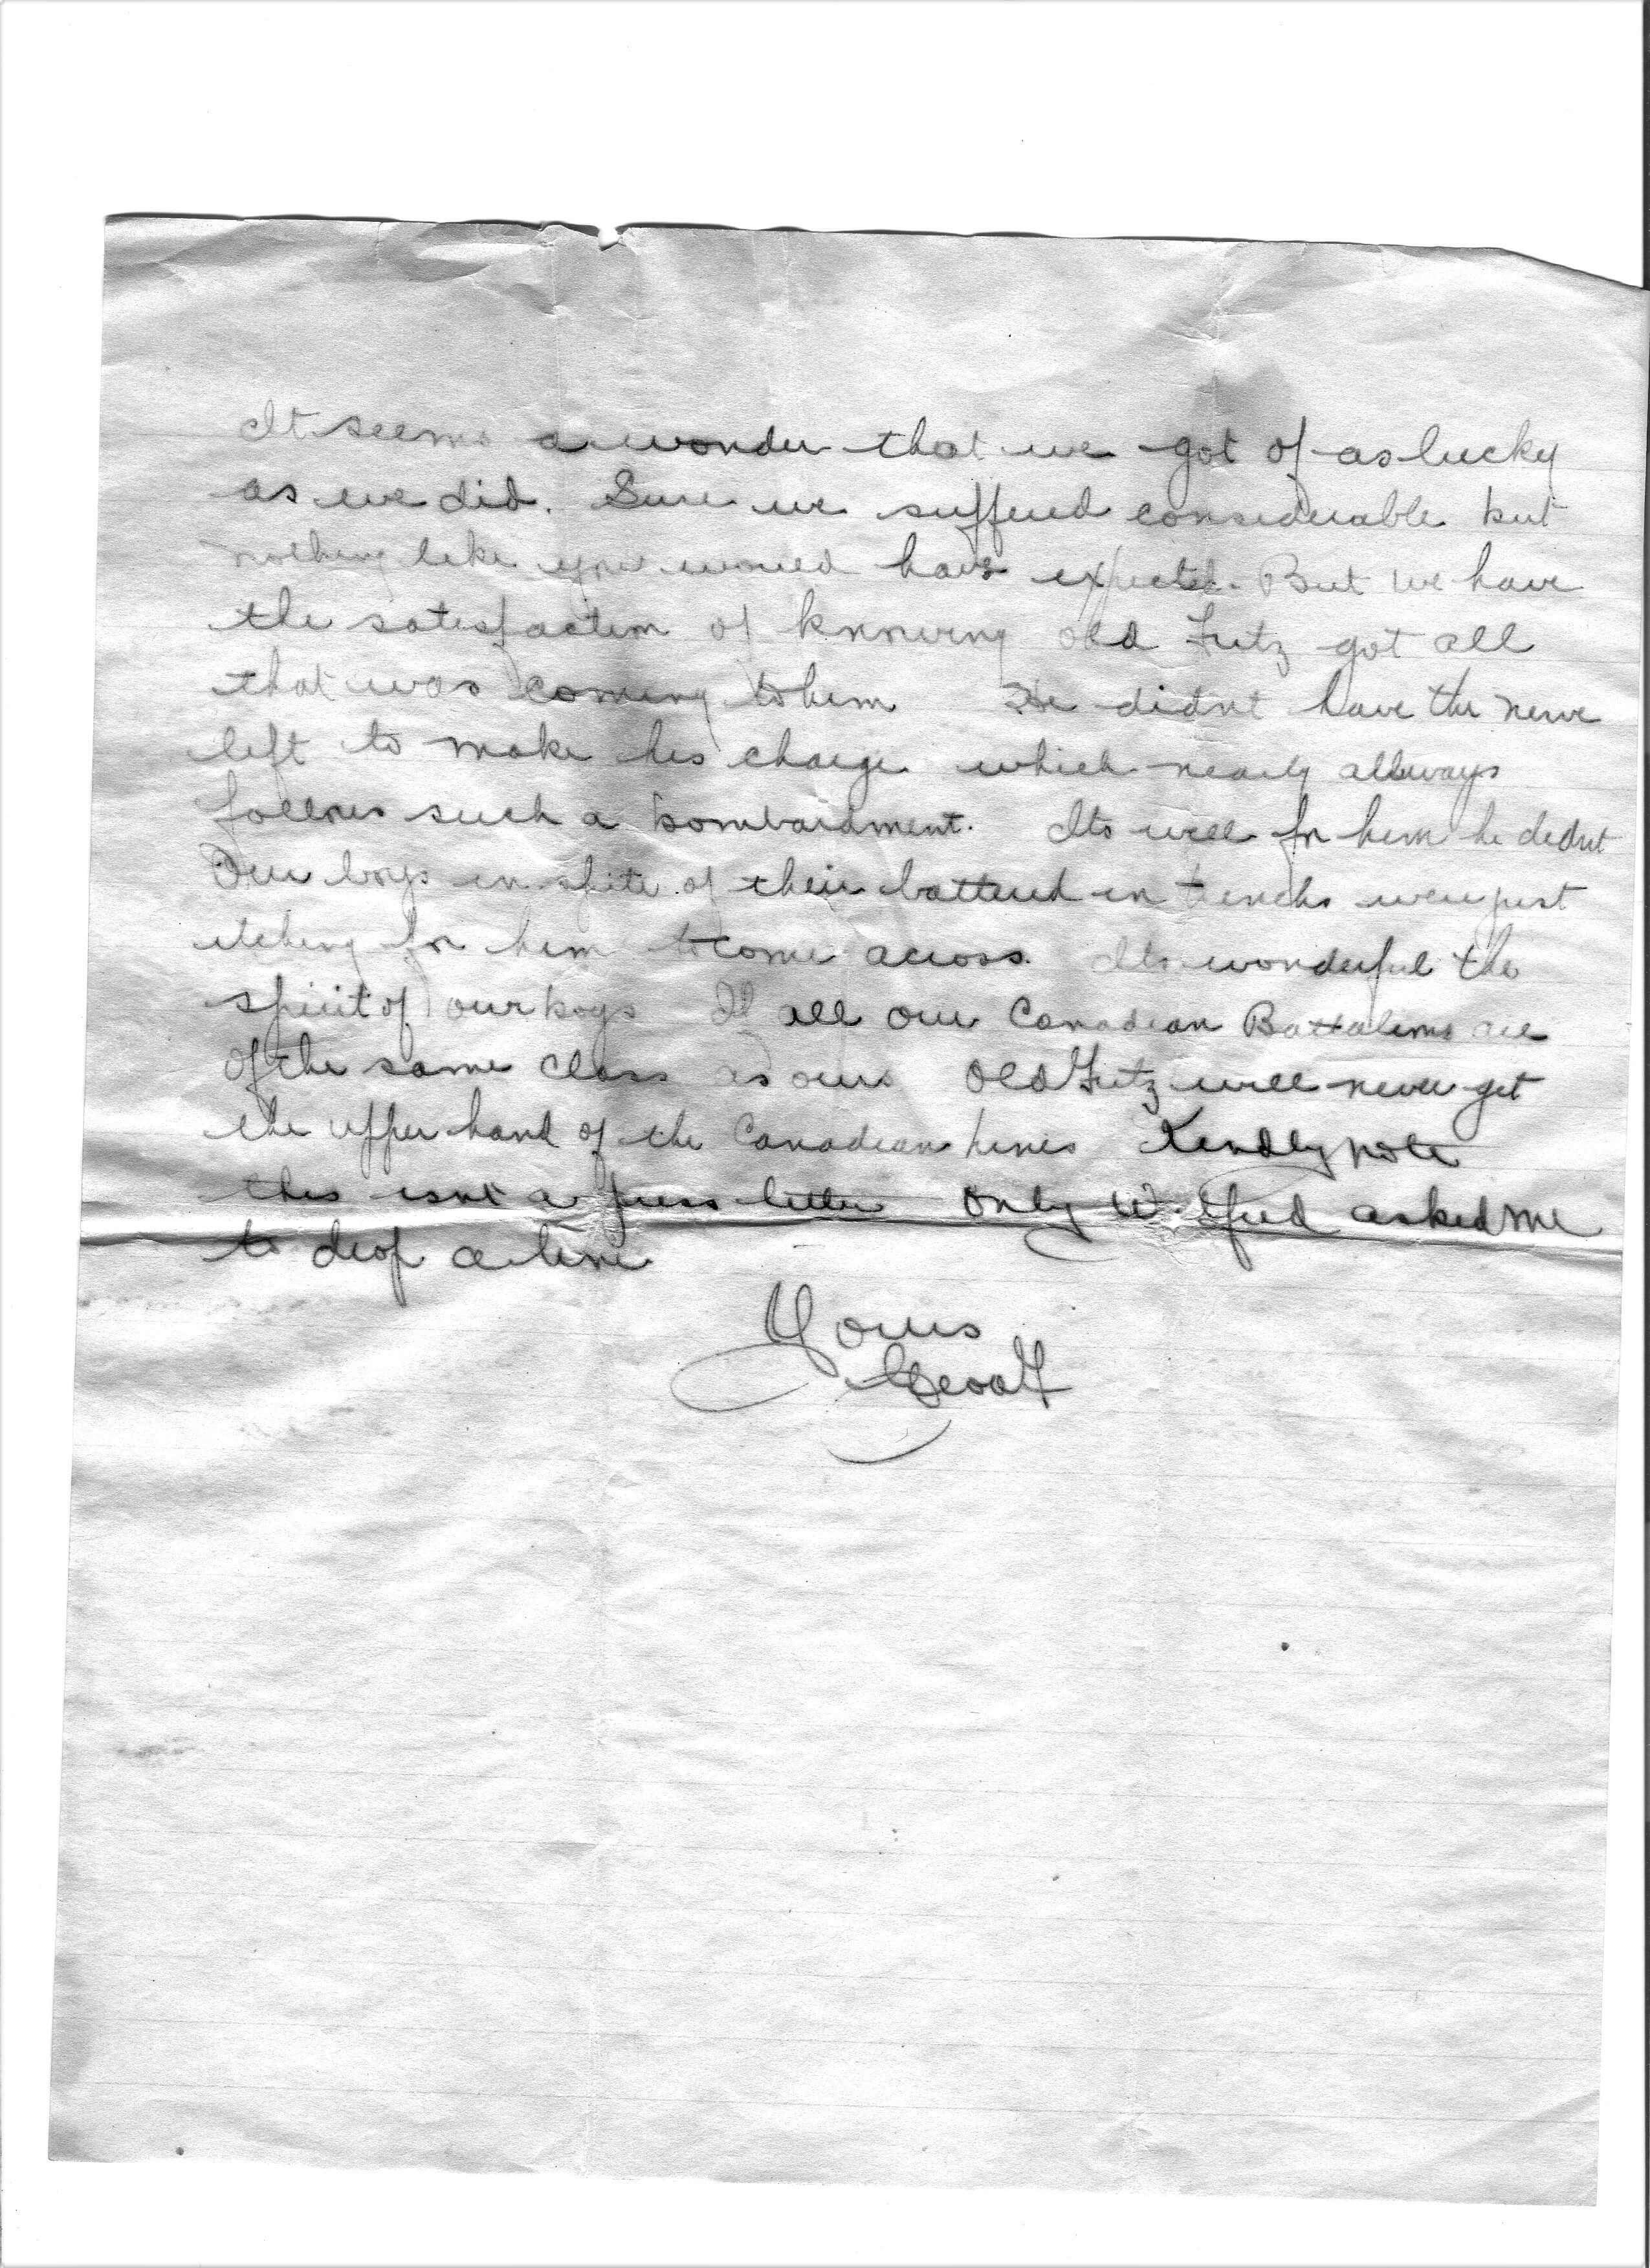 It seems a wonder that we got of as lucky
as we did. Sure we suffered considerable but
nothing like you would have expected. But we have
the satisfaction of knowing old Fritz got all
that was coming to him He didnt have the nerve
left to make his charge which nearly allways
follows such a bombardment. Its well for him he didnt
Our boys in spite of their battered in trenchs were just
itching for him to come across. Its wonderful the
spirit of our boys If all our Canadian Battalions are
of the same class as ours Old Fritz will never get
the upper hand of the Canadian lines Kindly note
this isnt a press letter Only Wilfred asked me
to drop a line
Yours